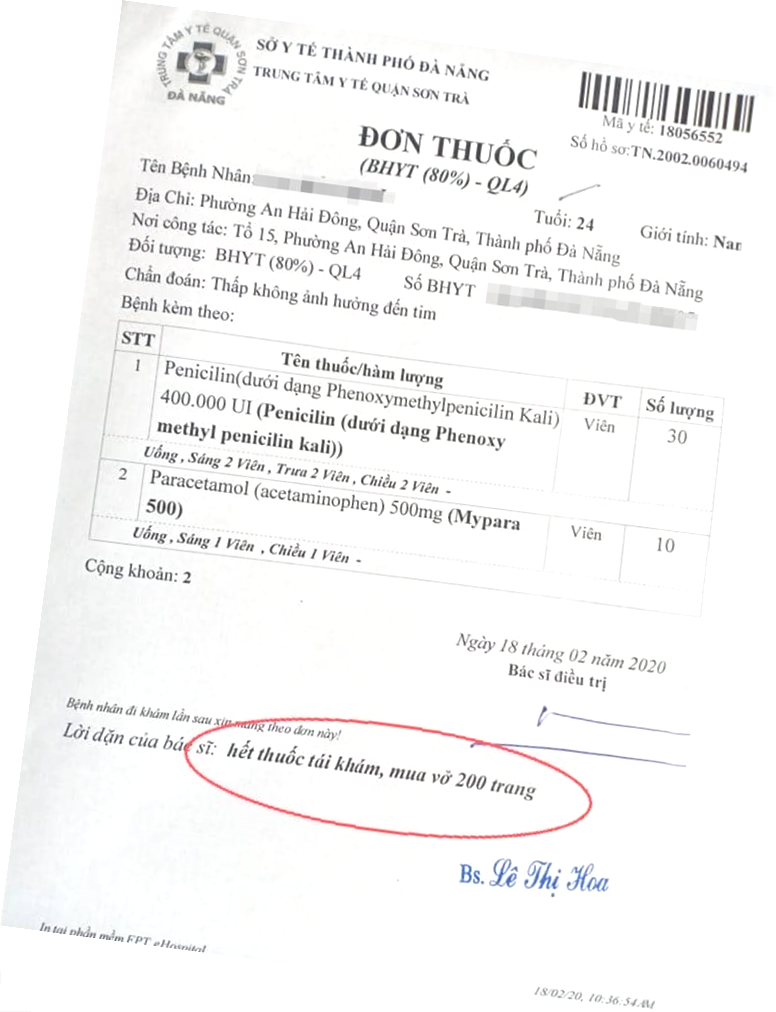 TRUNG TÂM Y TẾ QUẬN SƠN TRÀ
ĐÀ NẴNG
SỞ Y TẾ THÀNH PHỐ ĐÀ NẴNG
TRUNG TÂM Y TẾ QUẬN SƠN TRÀ
Mã y tế: 18056552
Số hồ sơ:TN.2002.0060494
ĐƠN THUỐC
(BHYT (80%) - QL4)
Tên Bệnh Nhân:
Tuổi: 24
Giới tính: Nam
Địa Chỉ: Phường An Hải Đông, Quận Sơn Trà, Thành phố Đà Nẵng
Nơi công tác: Tổ 15, Phường An Hải Đông, Quận Sơn Trà, Thành phố Đà Nẵng
Đối tượng: BHYT (80%) - QL4 Số BHYT
Chẩn đoán: Thấp không ảnh hưởng đến tim
Bệnh kèm theo:
STT Tên thuốc/hàm lượng ĐVT Số lượng
1 Penicilin(dưới dạng Phenoxymethylpenicilin Kali) Viên 30
400.000 UI (Penicilin (dưới dạng Phenoxy
methyl penicilin kali))
Uống , Sáng 2 Viên , Trưa 2 Viên , Chiều 2 Viên -
2 Paracetamol (acetaminophen) 500mg (Mypara Viên 10
500)
Uống , Sáng 1 Viên , Chiều 1 Viên -
Cộng khoản: 2
Ngày 18 tháng 02 năm 2020
Bác sĩ điều trị
Bệnh nhân đi khám lần sau xin mang theo đơn này!
Lời dặn của bác sĩ: hết thuốc tái khám, mua vở 200 trang
Bs. Lê Thị Hoa
In tại phần mềm FPT eHospital
18/02/20, 10:36:54AM